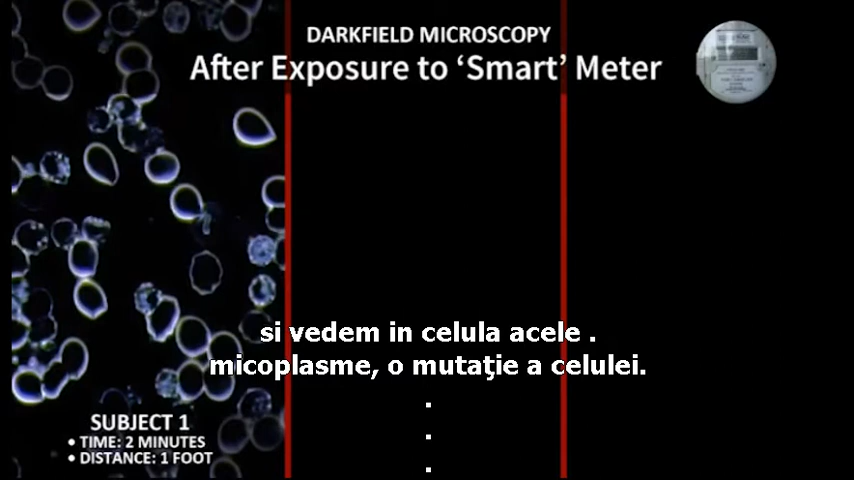 DARKFIELD MICROSCOPY
After Exposure to ‘Smart’ Meter
si vedem in celula acele .
micoplasme, o mutaţie a celulei.
.
.
.
SUBJECT 1
• TIME: 2 MINUTES
• DISTANCE: 1 FOOT